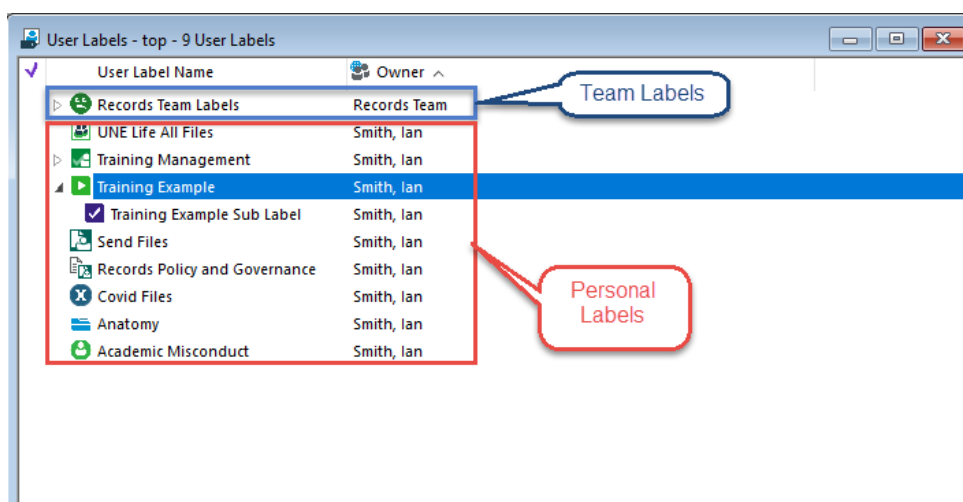 User Labels - top - 9 User Labels
User Label Name Owner
Records Team Labels Records Team
Team Labels
UNE Life All Files Smith, Ian
Training Management Smith, Ian
Training Example Smith, Ian
Training Example Sub Label Smith, Ian
Send Files Smith, Ian
Records Policy and Governance Smith, Ian
Covid Files Smith, Ian
Anatomy Smith, Ian
Academic Misconduct Smith, Ian
Personal
Labels